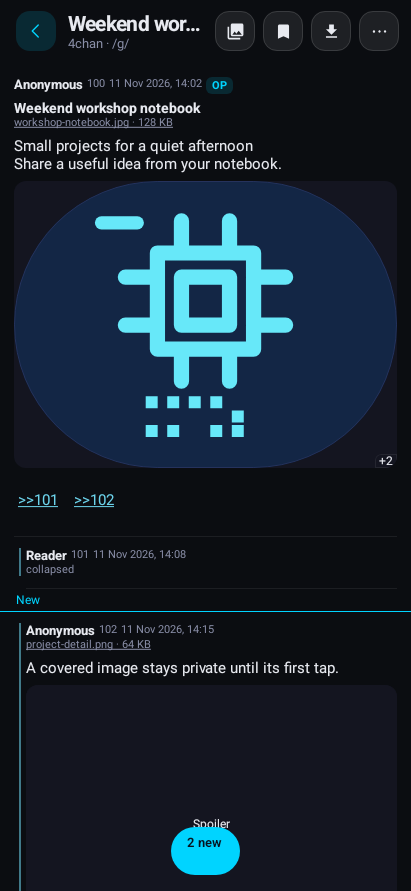 Weekend wor...
4chan · /g/
Anonymous 100 11 Nov 2026, 14:02 OP
Weekend workshop notebook
workshop-notebook.jpg · 128 KB
Small projects for a quiet afternoon
Share a useful idea from your notebook.
+2
>>101 >>102
Reader 101 11 Nov 2026, 14:08
collapsed
New
Anonymous 102 11 Nov 2026, 14:15
project-detail.png · 64 KB
A covered image stays private until its first tap.
Spoiler
2 new